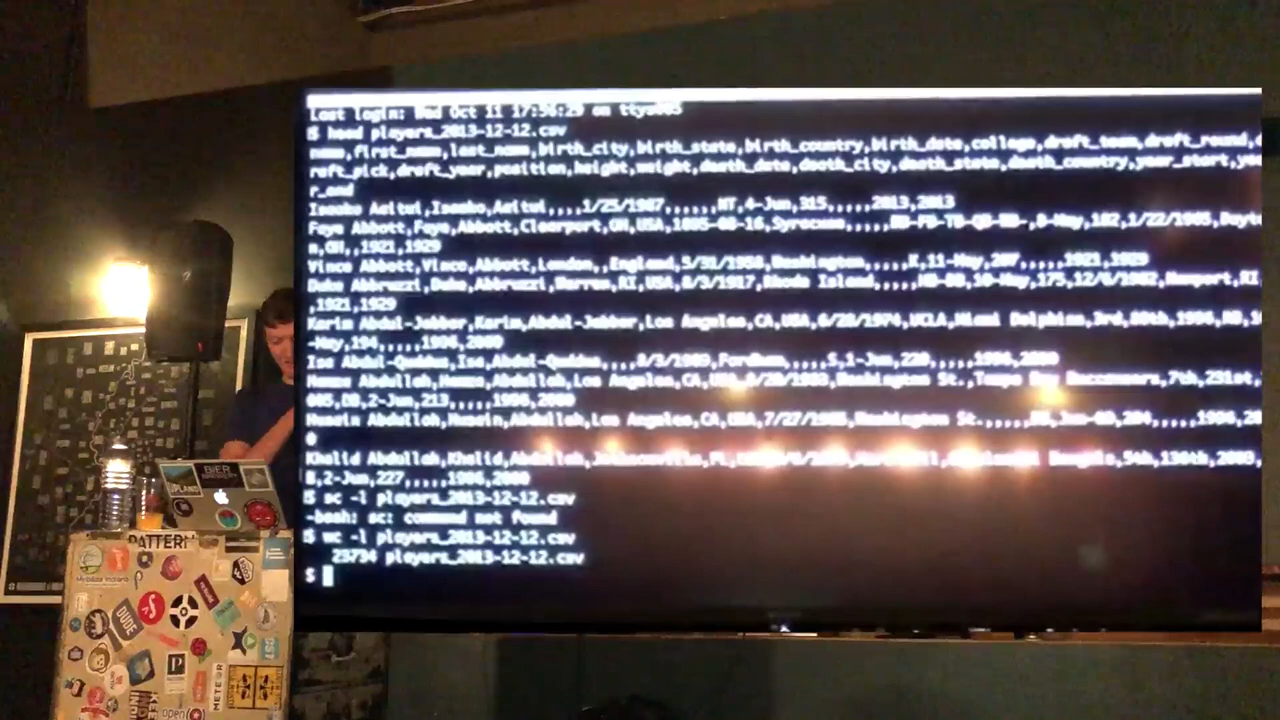 Last login: Wed Oct 11 17:56:29 on ttys005
$ head players_2013-12-12.csv
name,first_name,last_name,birth_city,birth_state,birth_country,birth_date,college,draft_team,draft_round,d
raft_pick,draft_year,position,height,weight,death_date,death_city,death_state,death_country,year_start,yea
r_end
Isaako Aaitui,Isaako,Aaitui,,,,1/25/1987,,,,,,NT,4-Jun,315,,,,,2013,2013
Faye Abbott,Faye,Abbott,Clearport,OH,USA,1895-08-16,Syracuse,,,,,BB-FB-TB-QB-HB-,8-May,182,1/22/1965,Dayto
n,OH,,1921,1929
Vince Abbott,Vince,Abbott,London,,England,5/31/1958,Washington,,,,,K,11-May,207,,,,,1921,1929
Duke Abbruzzi,Duke,Abbruzzi,Warren,RI,USA,8/3/1917,Rhode Island,,,,,HB-DB,10-May,175,12/6/1982,Newport,RI
,1921,1929
Karim Abdul-Jabbar,Karim,Abdul-Jabbar,Los Angeles,CA,USA,6/28/1974,UCLA,Miami Dolphins,3rd,80th,1996,RB,1
-May,194,,,,,1996,2000
Isa Abdul-Quddus,Isa,Abdul-Quddus,,,,8/3/1989,Fordham,,,,,S,1-Jun,220,,,,,1996,2000
Hamza Abdullah,Hamza,Abdullah,Los Angeles,CA,USA,8/20/1983,Washington St.,Tampa Bay Buccaneers,7th,231st,
005,DB,2-Jun,213,,,,,1996,2000
Husain Abdullah,Husain,Abdullah,Los Angeles,CA,USA,7/27/1985,Washington St.,,,,,204,,,,,1996,20
0
Khalid Abdullah,Khalid,Abdullah,Jacksonville,FL,5th,136th,2003,
B,2-Jun,227,,,,,1996,2000
$ sc -l players_2013-12-12.csv
-bash: sc: command not found
$ wc -l players_2013-12-12.csv
23734 players_2013-12-12.csv
$
BIER
PATTERN
DUDE
METEOR
open